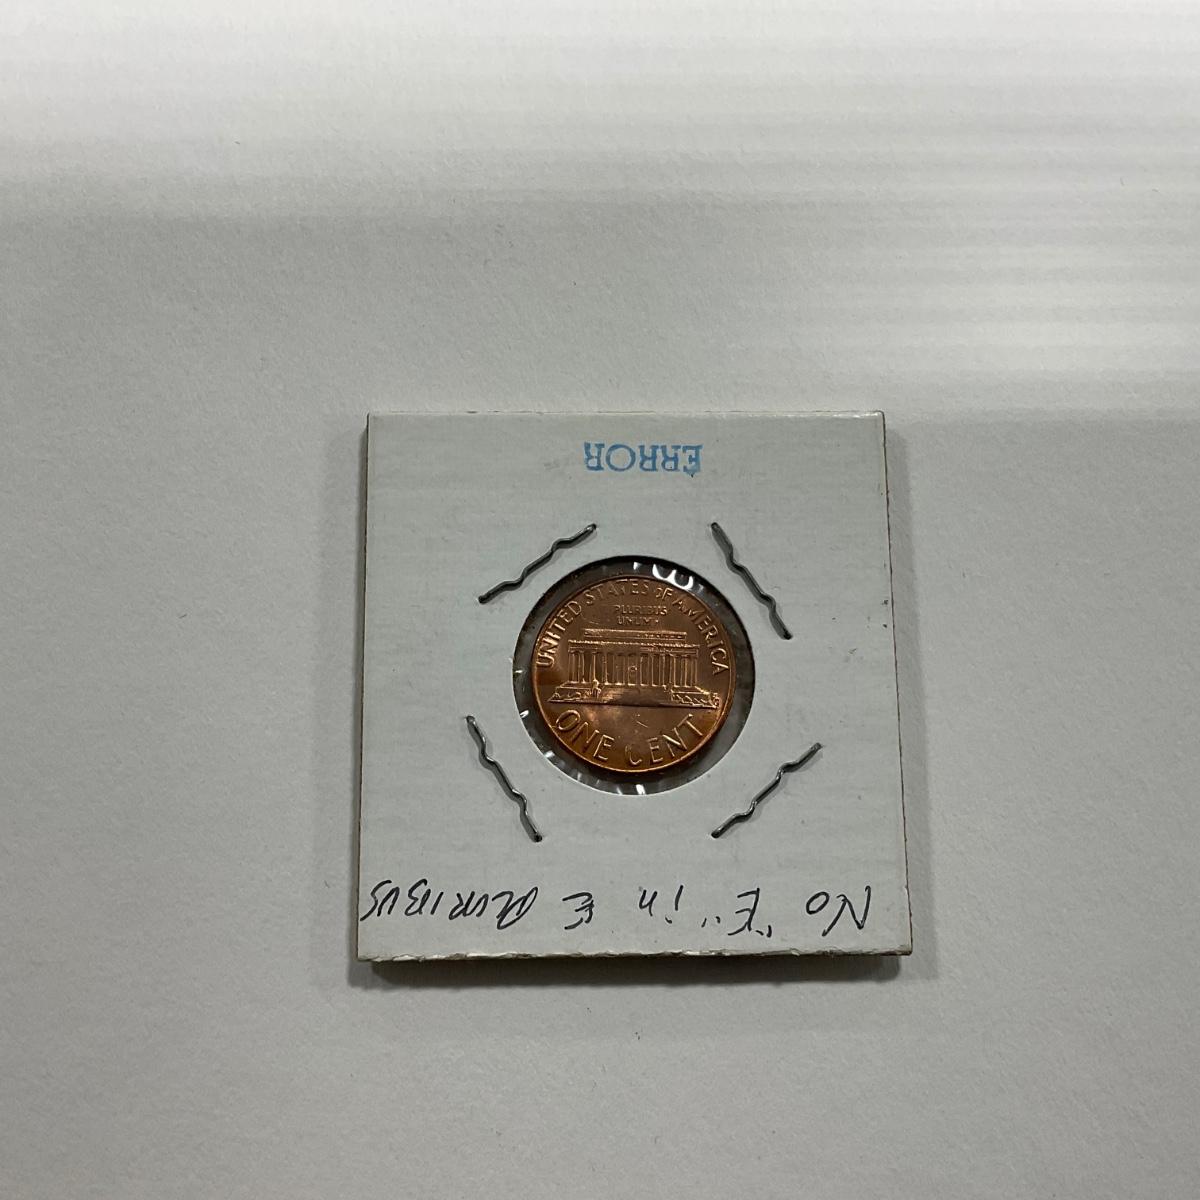 ERROR
UNITED STATES OF AMERICA
PLURIBUS
UNUM
ONE CENT
No "E" in E PLURIBUS